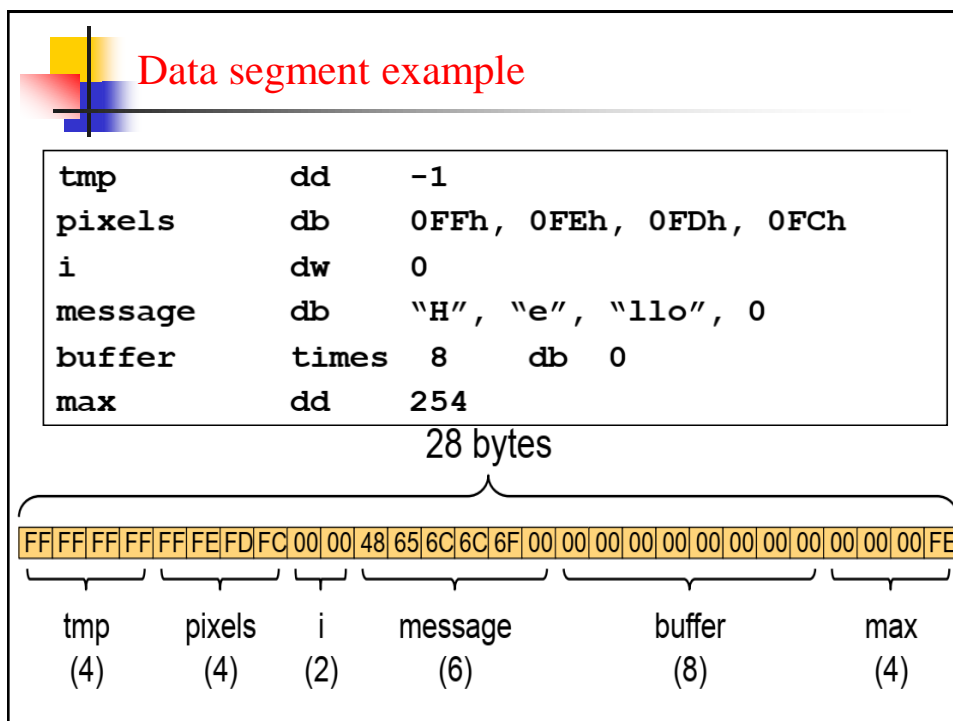 Data segment example
tmp dd -1
pixels db 0FFh, 0FEh, 0FDh, 0FCh
i dw 0
message db “H”, “e”, “llo”, 0
buffer times 8 db 0
max dd 254
28 bytes
FF FF FF FF FF FE FD FC 00 00 48 65 6C 6C 6F 00 00 00 00 00 00 00 00 00 00 00 00 FE
tmp pixels i message buffer max
(4) (4) (2) (6) (8) (4)